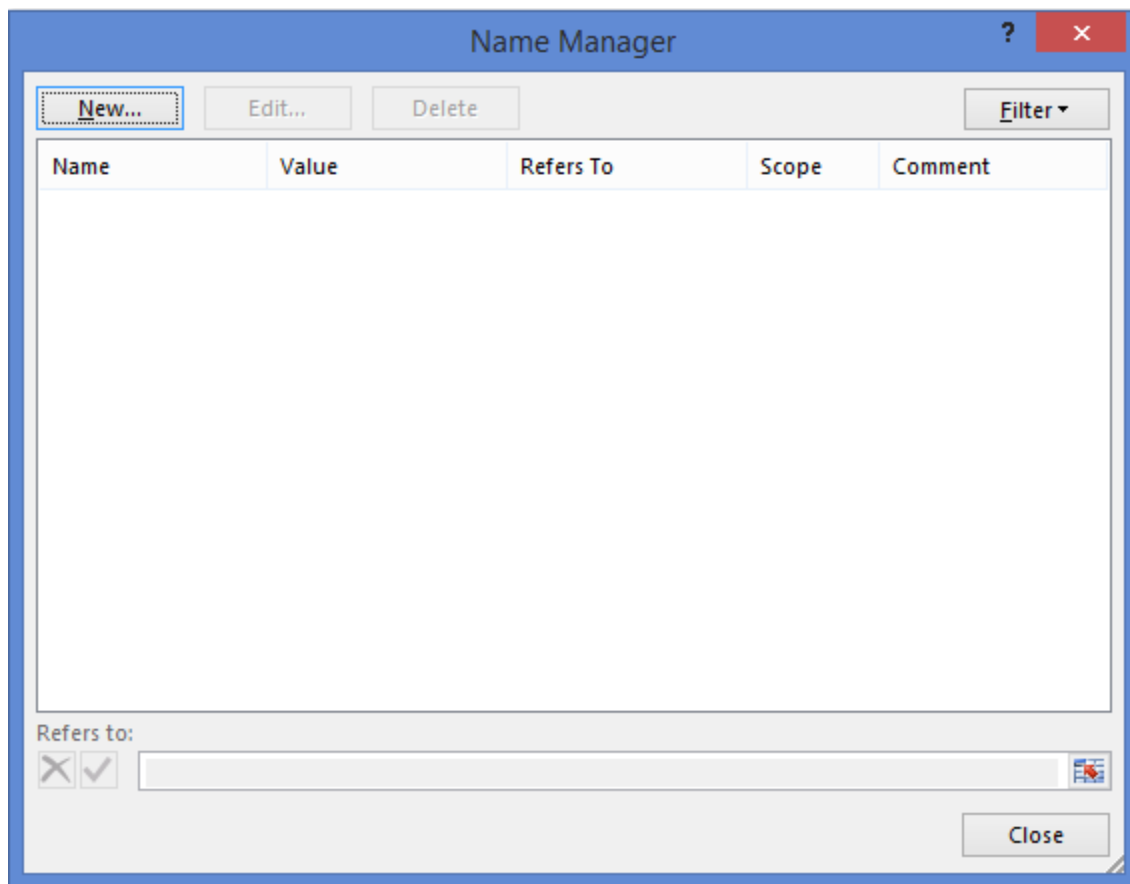 Name Manager
?
New... Edit... Delete Filter
Name Value Refers To Scope Comment
Refers to:
Close